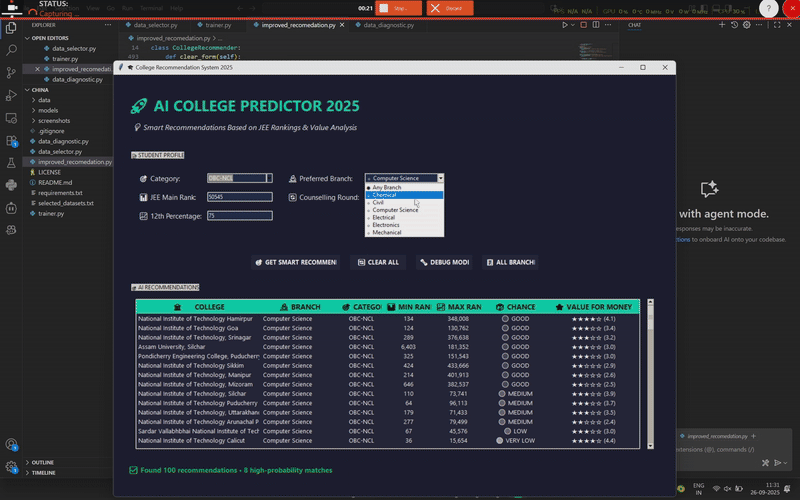 STATUS:
Capturing ...
00:21
Stop ...
Discard
EXPLORER
data_selector.py
trainer.py
improved_recomedation.py
data_diagnostic.py
CHAT
improved_recomedation.py
14 class CollegeRecommender:
def clear_form(self):
OPEN EDITORS
data_selector.py
trainer.py
improved_recomedati...
data_diagnostic.py
CHINA
data
models
screenshots
.gitignore
data_diagnostic.py
data_selector.py
improved_recomedation.py
LICENSE
README.md
requirements.txt
selected_datasets.txt
trainer.py
OUTLINE
TIMELINE
College Recommendation System 2025
AI COLLEGE PREDICTOR 2025
Smart Recommendations Based on JEE Rankings & Value Analysis
STUDENT PROFILE
Category: OBC-NCL
Preferred Branch: Computer Science
JEE Main Rank: 50545
Counselling Round:
12th Percentage: 75
Any Branch
Chemical
Civil
Computer Science
Electrical
Electronics
Mechanical
GET SMART RECOMMEN
CLEAR ALL
DEBUG MODI
ALL BRANCHI
AI RECOMMENDATIONS
COLLEGE BRANCH CATEGO MIN RAN MAX RAN CHANCE VALUE FOR MONEY
National Institute of Technology Hamirpur Computer Science OBC-NCL 134 348,008 GOOD ★★★★☆ (4.1)
National Institute of Technology Goa Computer Science OBC-NCL 124 130,762 GOOD ★★★☆☆ (3.4)
National Institute of Technology, Srinagar Computer Science OBC-NCL 289 376,638 GOOD ★★★☆☆ (3.2)
Assam University, Silchar Computer Science OBC-NCL 6,403 181,352 GOOD ★★★☆☆ (3.0)
Pondicherry Engineering College, Puducherry Computer Science OBC-NCL 325 151,543 GOOD ★★★☆☆ (3.0)
National Institute of Technology Sikkim Computer Science OBC-NCL 424 433,666 GOOD ★★☆☆☆ (2.9)
National Institute of Technology, Manipur Computer Science OBC-NCL 214 401,913 GOOD ★★☆☆☆ (2.6)
National Institute of Technology, Mizoram Computer Science OBC-NCL 646 382,537 GOOD ★★☆☆☆ (2.5)
National Institute of Technology, Silchar Computer Science OBC-NCL 110 73,741 MEDIUM ★★★☆☆ (3.9)
National Institute of Technology Puducherry Computer Science OBC-NCL 64 96,113 MEDIUM ★★★☆☆ (3.7)
National Institute of Technology, Uttarakhan Computer Science OBC-NCL 179 71,433 MEDIUM ★★★☆☆ (3.5)
National Institute of Technology Arunachal P Computer Science OBC-NCL 277 79,499 MEDIUM ★★☆☆☆ (2.4)
Sardar Vallabhbhai National Institute of Tech Computer Science OBC-NCL 67 45,576 LOW ★★★☆☆ (3.0)
National Institute of Technology Calicut Computer Science OBC-NCL 36 15,654 VERY LOW ★★★★☆ (4.4)
Found 100 recommendations • 8 high-probability matches
with agent mode.
responses may be inaccurate.
to onboard AI onto your codebase.
improved_recomedation.py
extensions (@), commands (/)
ENG
IN
11:31
26-09-2025